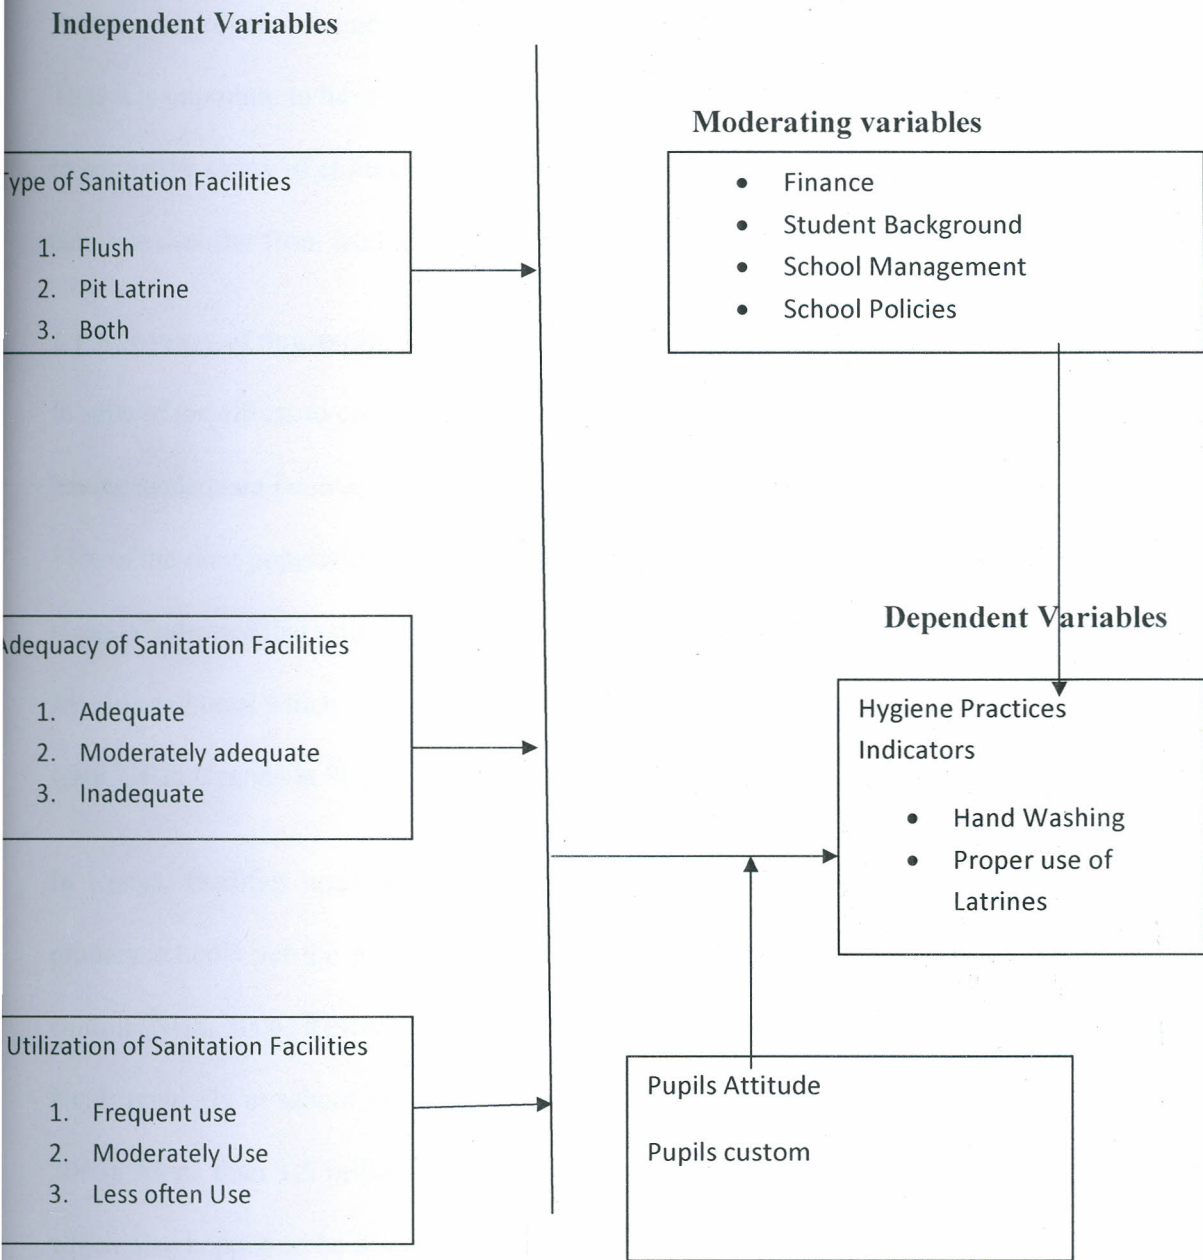 Independent Variables
Type of Sanitation Facilities
1. Flush
2. Pit Latrine
3. Both
Moderating variables
• Finance
• Student Background
• School Management
• School Policies
Adequacy of Sanitation Facilities
1. Adequate
2. Moderately adequate
3. Inadequate
Dependent Variables
Hygiene Practices
Indicators
• Hand Washing
• Proper use of
Latrines
Utilization of Sanitation Facilities
1. Frequent use
2. Moderately Use
3. Less often Use
Pupils Attitude
Pupils custom